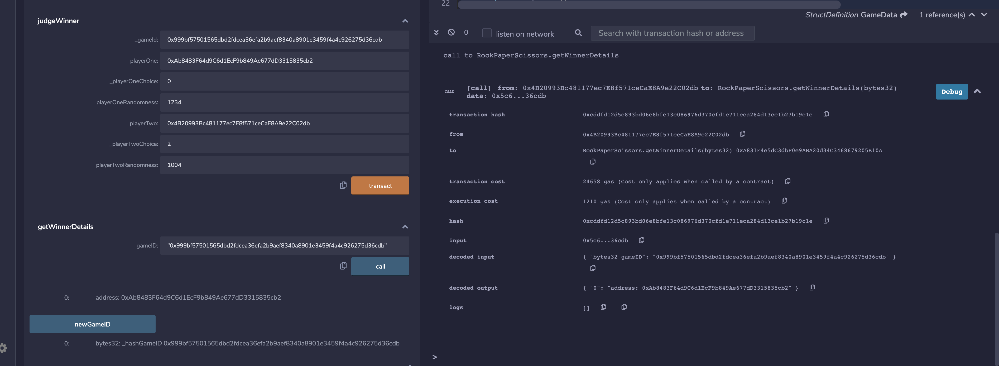 judgeWinner
_gameId: 0x999bf57501565dbd2fdcea36efa2b9aef8340a8901e3459f4a4c926275d36cdb
playerOne: 0xAb8483F64d9C6d1EcF9b849Ae677dD3315835cb2
_playerOneChoice: 0
playerOneRandomness: 1234
playerTwo: 0x4B20993Bc481177ec7E8f571ceCaE8A9e22C02db
_playerTwoChoice: 2
playerTwoRandomness: 1004
transact
getWinnerDetails
gameID: "0x999bf57501565dbd2fdcea36efa2b9aef8340a8901e3459f4a4c926275d36cdb"
call
0: address: 0xAb8483F64d9C6d1EcF9b849Ae677dD3315835cb2
newGameID
0: bytes32: _hashGameID 0x999bf57501565dbd2fdcea36efa2b9aef8340a8901e3459f4a4c926275d36cdb
22
StructDefinition GameData 1 reference(s)
0 listen on network Search with transaction hash or address
call to RockPaperScissors.getWinnerDetails
CALL [call] from: 0x4B20993Bc481177ec7E8f571ceCaE8A9e22C02db to: RockPaperScissors.getWinnerDetails(bytes32)
data: 0x5c6...36cdb
Debug
transaction hash 0xcddfd12d5c893bd06e8bfe13c086976d370cfd1e711eca284d13ce1b27b19c1e
from 0x4B20993Bc481177ec7E8f571ceCaE8A9e22C02db
to RockPaperScissors.getWinnerDetails(bytes32) 0xA831F4e5dC3dbF0e9ABA20d34C3468679205B10A
transaction cost 24658 gas (Cost only applies when called by a contract)
execution cost 1210 gas (Cost only applies when called by a contract)
hash 0xcddfd12d5c893bd06e8bfe13c086976d370cfd1e711eca284d13ce1b27b19c1e
input 0x5c6...36cdb
decoded input { "bytes32 gameID": "0x999bf57501565dbd2fdcea36efa2b9aef8340a8901e3459f4a4c926275d36cdb" }
decoded output { "0": "address: 0xAb8483F64d9C6d1EcF9b849Ae677dD3315835cb2" }
logs []
>